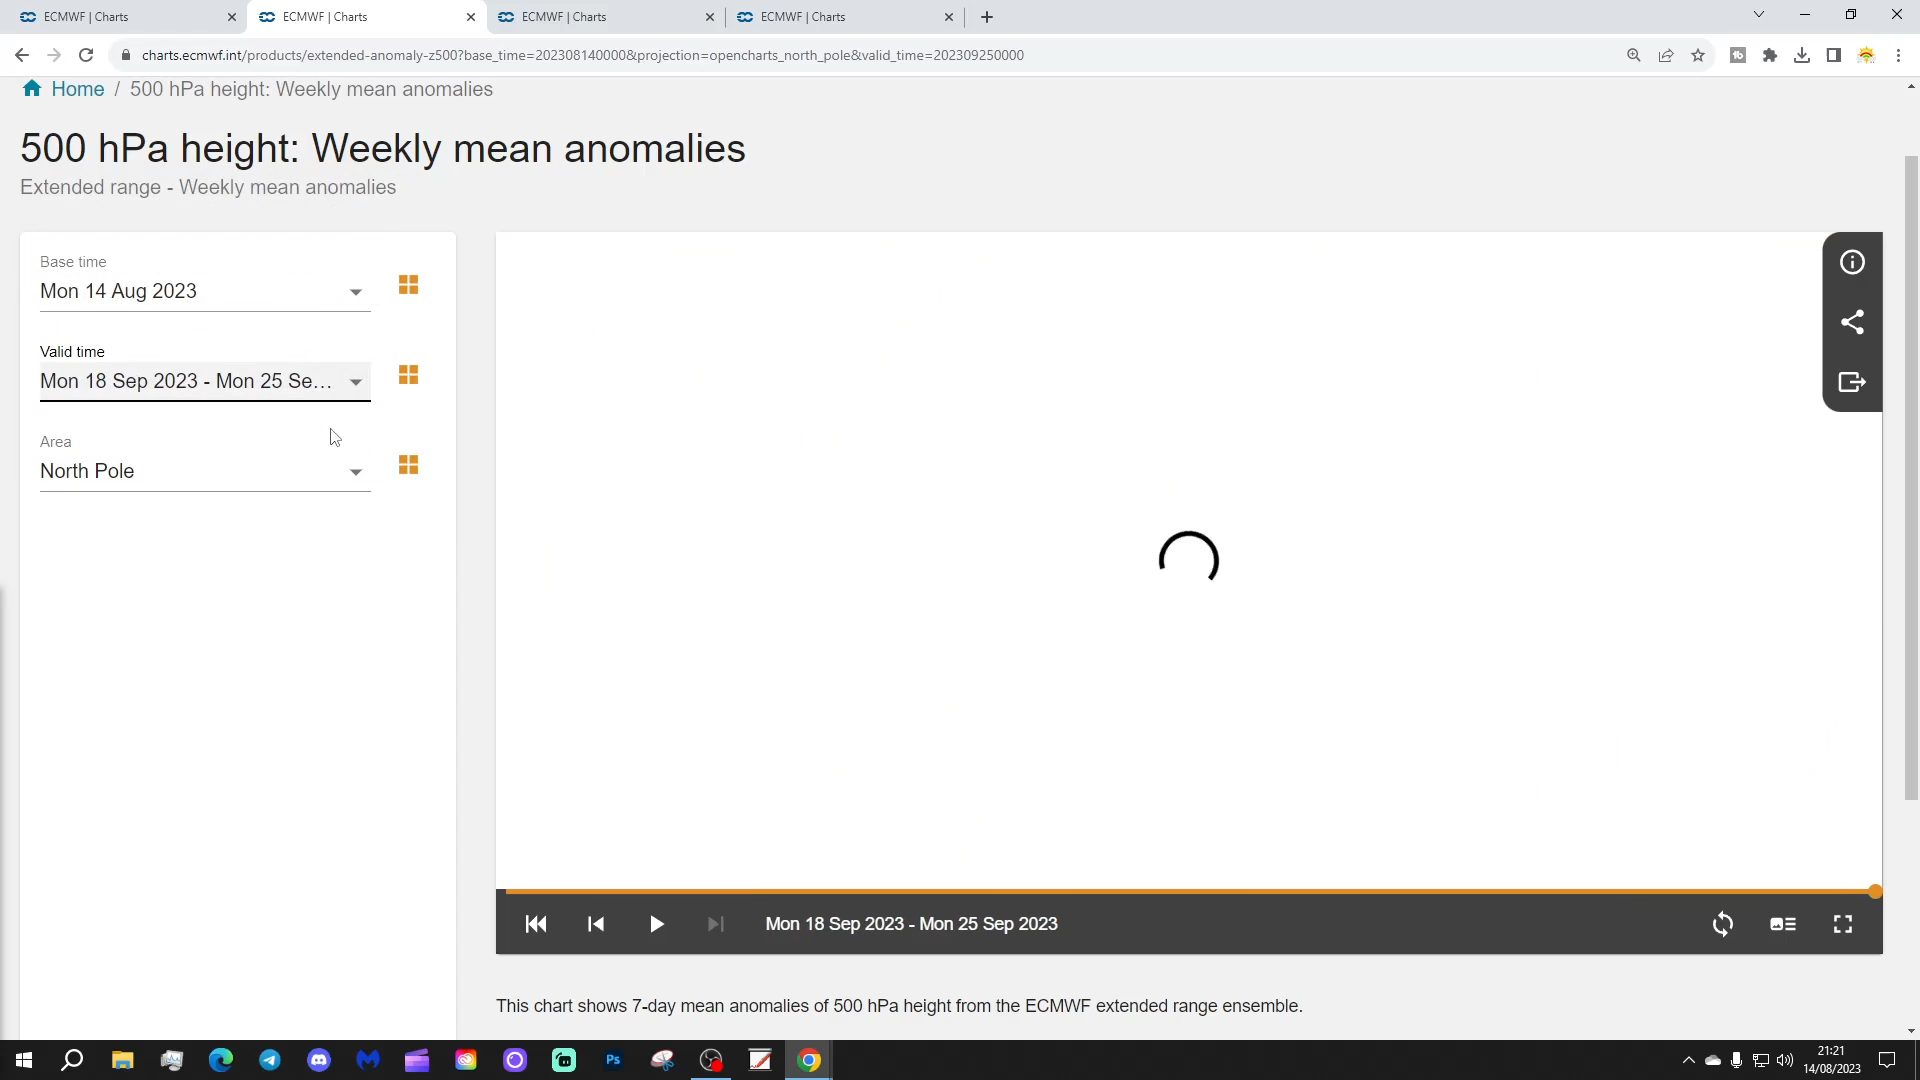 ECMWF | Charts
ECMWF | Charts
ECMWF | Charts
ECMWF | Charts
charts.ecmwf.int/products/extended-anomaly-z500?base_time=202308140000&projection=opencharts_north_pole&valid_time=202309250000
Home / 500 hPa height: Weekly mean anomalies
500 hPa height: Weekly mean anomalies
Extended range - Weekly mean anomalies
Base time
Mon 14 Aug 2023
Valid time
Mon 18 Sep 2023 - Mon 25 Se...
Area
North Pole
Mon 18 Sep 2023 - Mon 25 Sep 2023
This chart shows 7-day mean anomalies of 500 hPa height from the ECMWF extended range ensemble.
Ps
21:21
14/08/2023